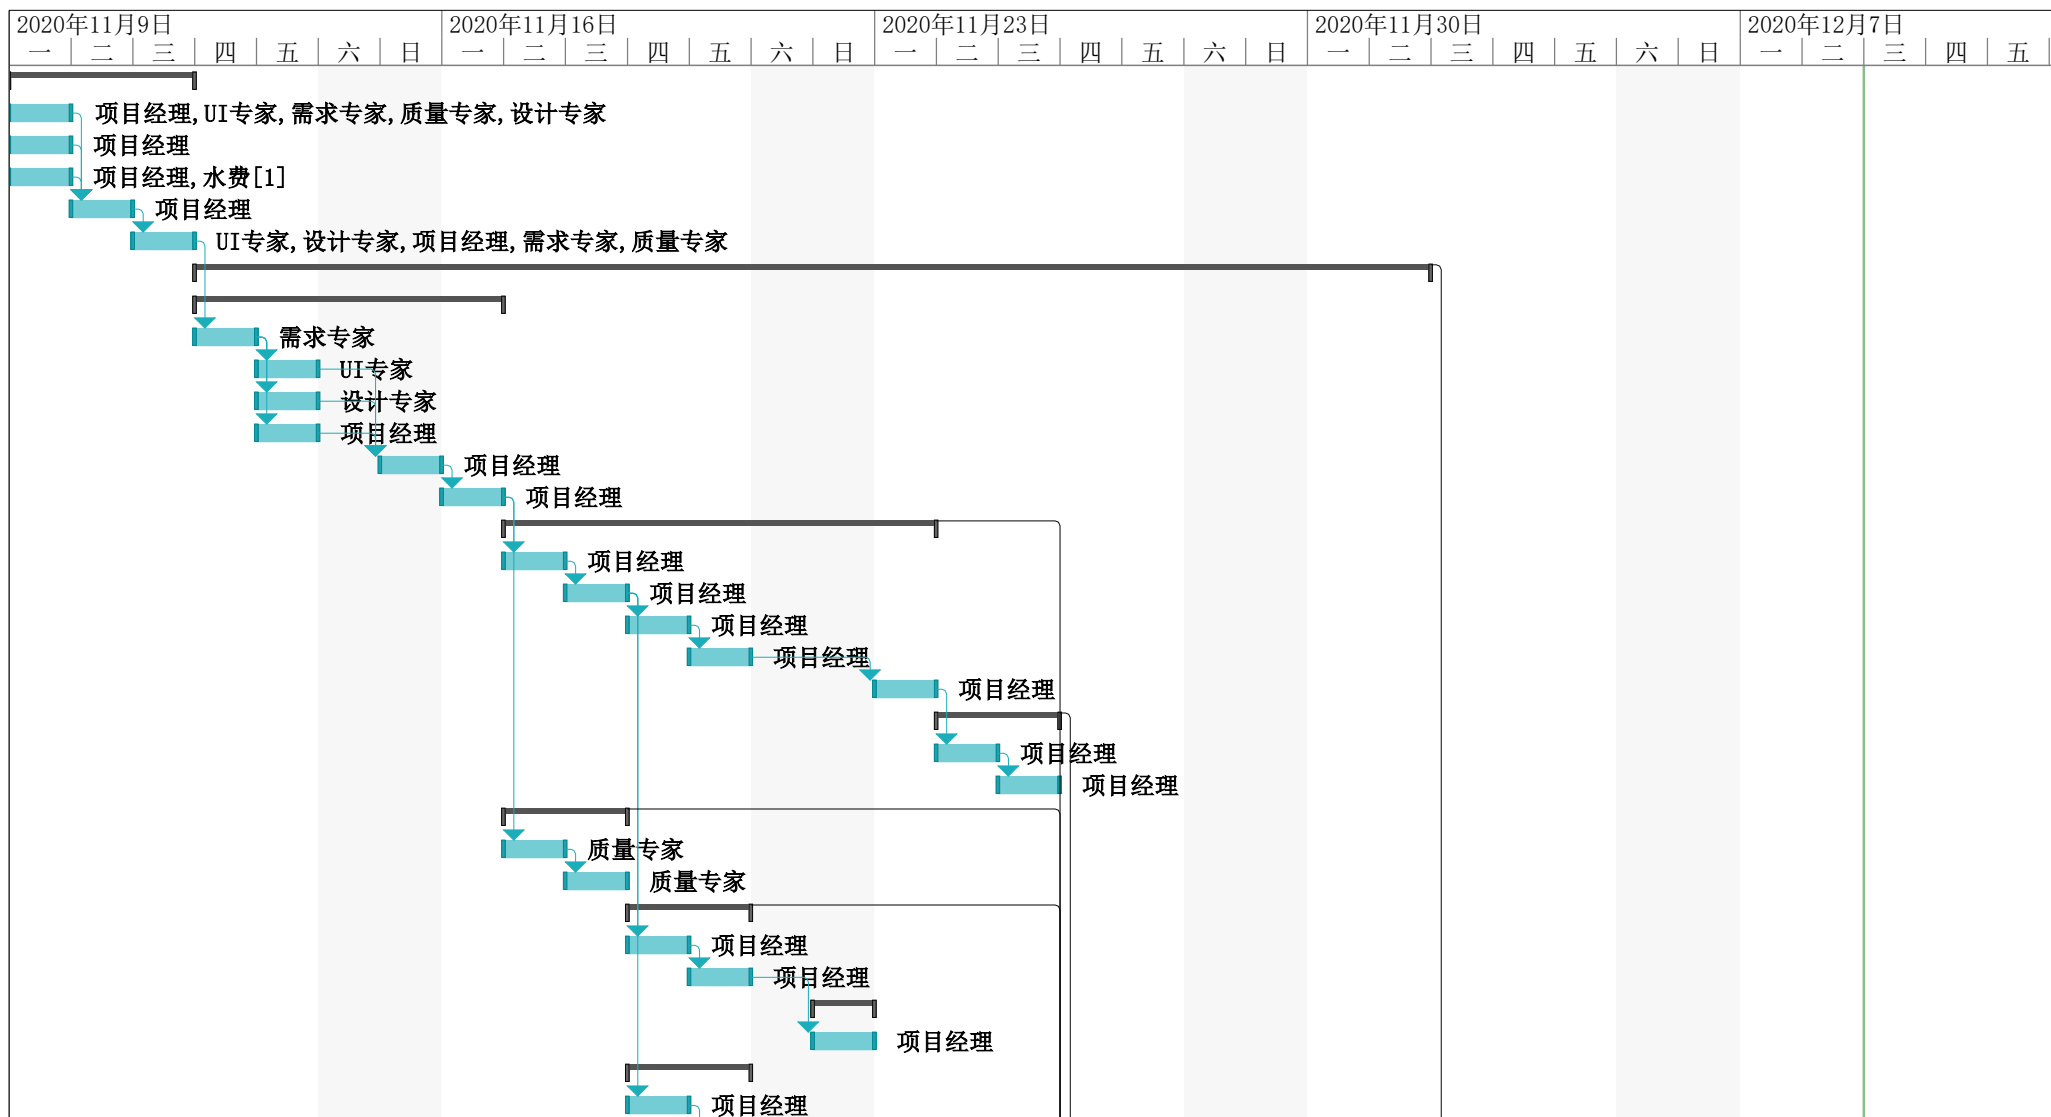 2020年11月9日 2020年11月16日 2020年11月23日 2020年11月30日 2020年12月7日
一 二 三 四 五 六 日 一 二 三 四 五 六 日 一 二 三 四 五 六 日 一 二 三 四 五 六 日 一 二 三 四 五
项目经理,UI专家,需求专家,质量专家,设计专家
项目经理
项目经理,水费[1]
项目经理
UI专家,设计专家,项目经理,需求专家,质量专家
需求专家
UI专家
设计专家
项目经理
项目经理
项目经理
项目经理
项目经理
项目经理
项目经理
项目经理
项目经理
项目经理
质量专家
质量专家
项目经理
项目经理
项目经理
项目经理